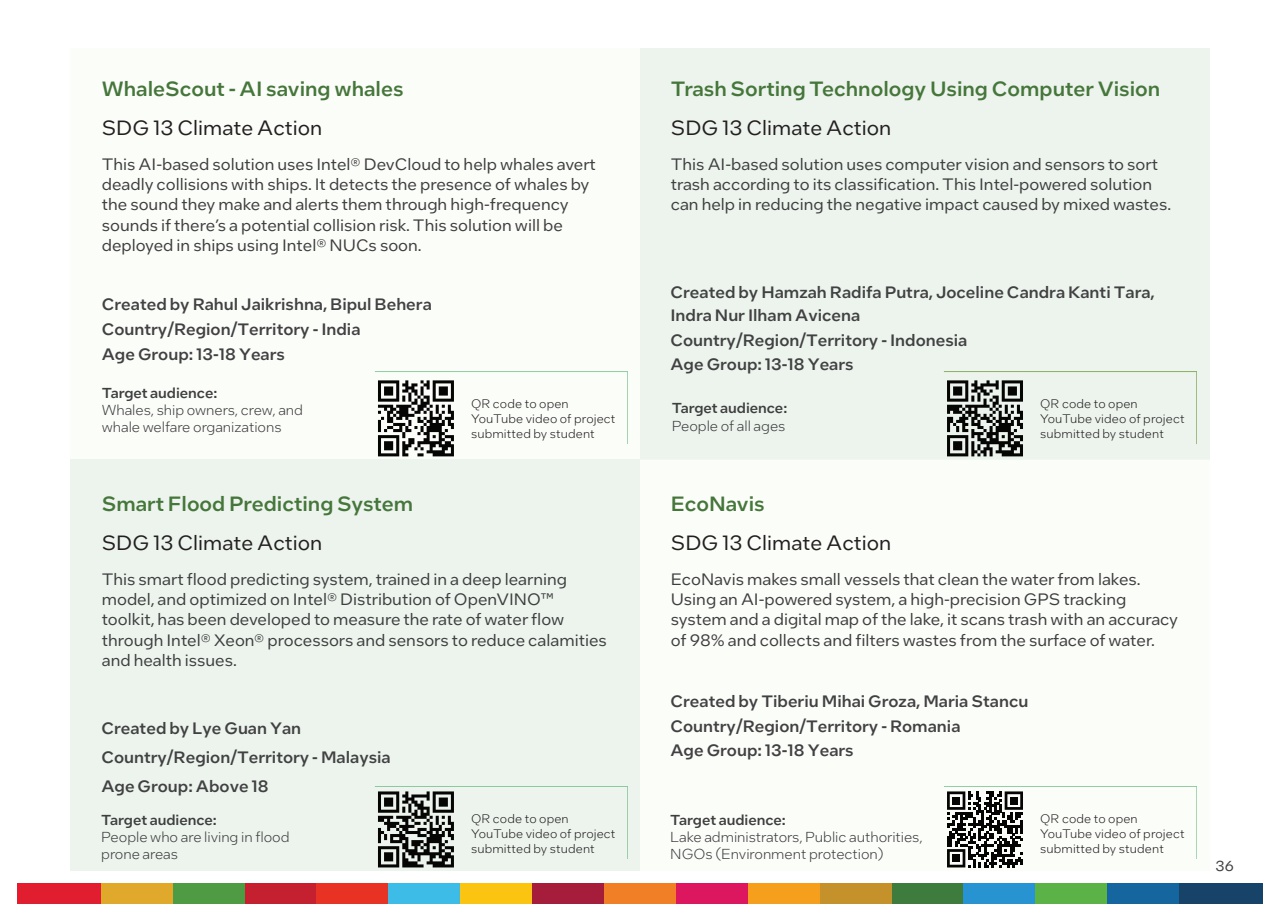 WhaleScout - AI saving whales
SDG 13 Climate Action
This AI-based solution uses Intel® DevCloud to help whales avert
deadly collisions with ships. It detects the presence of whales by
the sound they make and alerts them through high-frequency
sounds if there's a potential collision risk. This solution will be
deployed in ships using Intel® NUCs soon.
Created by Rahul Jaikrishna, Bipul Behera
Country/Region/Territory - India
Age Group: 13-18 Years
Target audience:
Whales, ship owners, crew, and
whale welfare organizations
QR code to open
YouTube video of project
submitted by student
Trash Sorting Technology Using Computer Vision
SDG 13 Climate Action
This AI-based solution uses computer vision and sensors to sort
trash according to its classification. This Intel-powered solution
can help in reducing the negative impact caused by mixed wastes.
Created by Hamzah Radifa Putra, Joceline Candra Kanti Tara,
Indra Nur Ilham Avicena
Country/Region/Territory - Indonesia
Age Group: 13-18 Years
Target audience:
People of all ages
QR code to open
YouTube video of project
submitted by student
Smart Flood Predicting System
SDG 13 Climate Action
This smart flood predicting system, trained in a deep learning
model, and optimized on Intel® Distribution of OpenVINO™
toolkit, has been developed to measure the rate of water flow
through Intel® Xeon® processors and sensors to reduce calamities
and health issues.
Created by Lye Guan Yan
Country/Region/Territory - Malaysia
Age Group: Above 18
Target audience:
People who are living in flood
prone areas
QR code to open
YouTube video of project
submitted by student
EcoNavis
SDG 13 Climate Action
EcoNavis makes small vessels that clean the water from lakes.
Using an AI-powered system, a high-precision GPS tracking
system and a digital map of the lake, it scans trash with an accuracy
of 98% and collects and filters wastes from the surface of water.
Created by Tiberiu Mihai Groza, Maria Stancu
Country/Region/Territory - Romania
Age Group: 13-18 Years
Target audience:
Lake administrators, Public authorities,
NGOs (Environment protection)
QR code to open
YouTube video of project
submitted by student
36